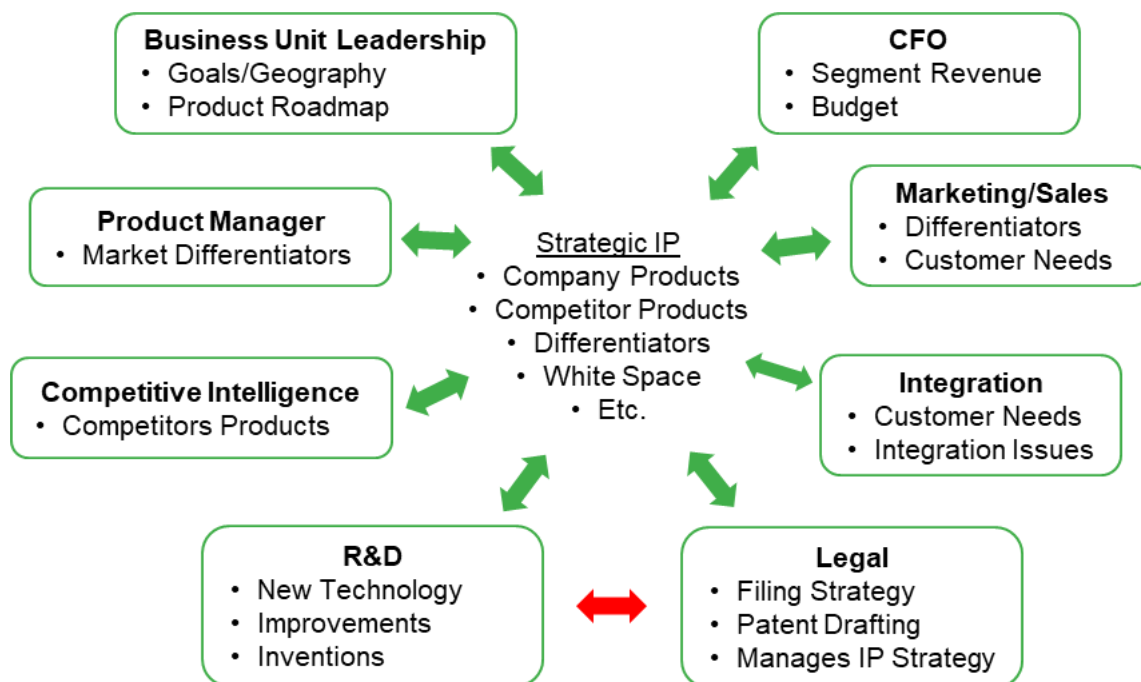 Business Unit Leadership
• Goals/Geography
• Product Roadmap
CFO
• Segment Revenue
• Budget
Product Manager
• Market Differentiators
Strategic IP
• Company Products
• Competitor Products
• Differentiators
• White Space
• Etc.
Marketing/Sales
• Differentiators
• Customer Needs
Competitive Intelligence
• Competitors Products
Integration
• Customer Needs
• Integration Issues
R&D
• New Technology
• Improvements
• Inventions
Legal
• Filing Strategy
• Patent Drafting
• Manages IP Strategy